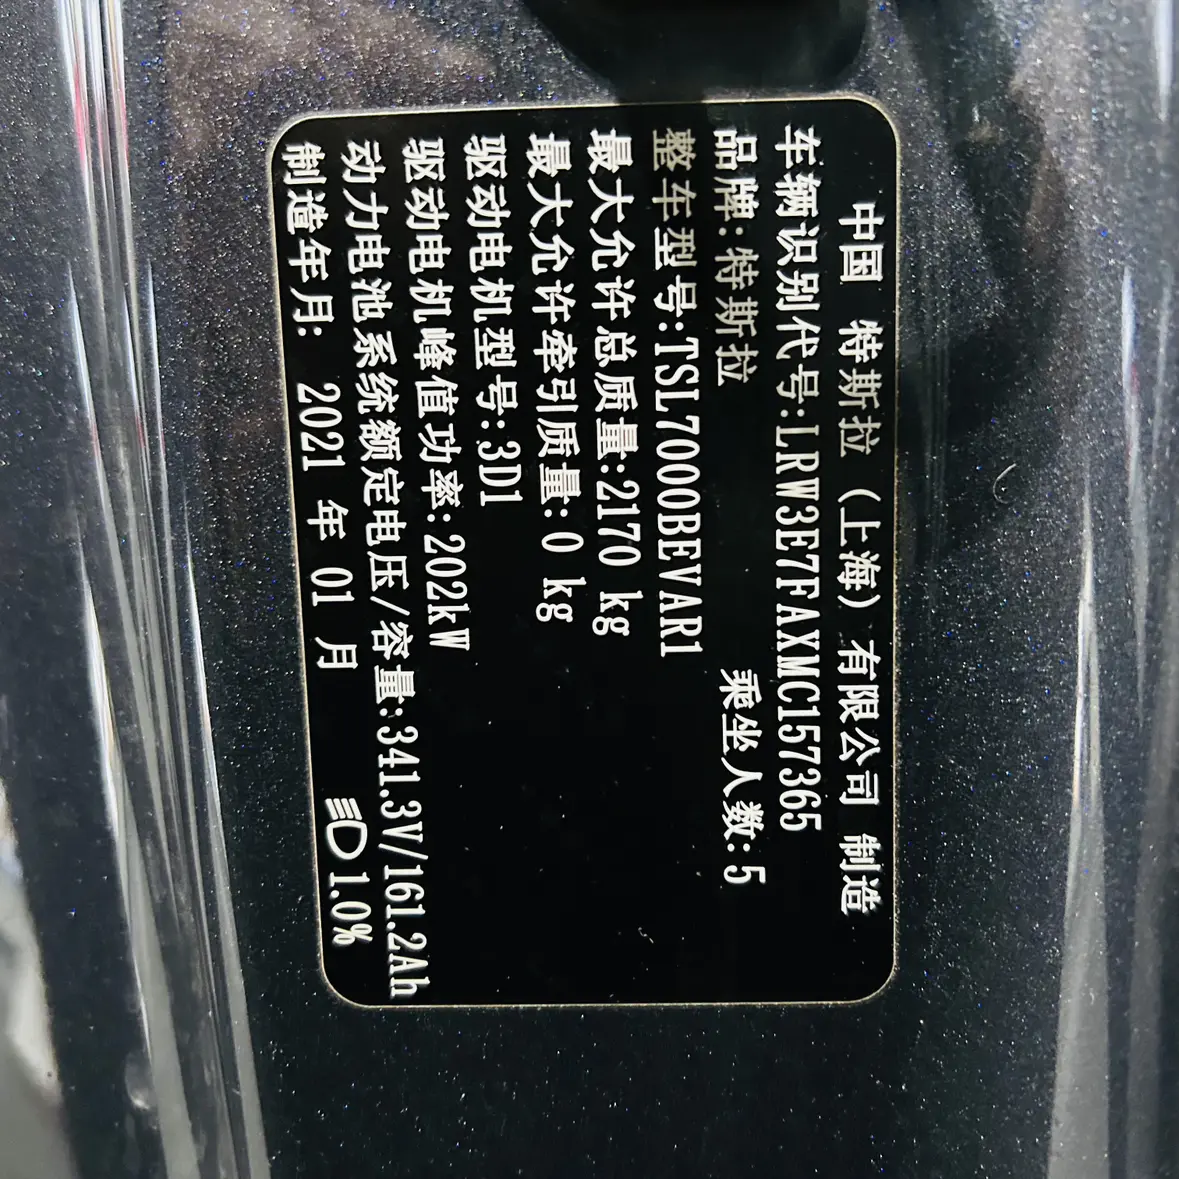 中国 特斯拉（上海）有限公司 制造
车辆识别代号:LRW3E7FAXMC157365
品牌:特斯拉 乘坐人数:5
整车型号:TSL7000BEVAR1
最大允许总质量:2170 kg
最大允许牵引质量:0 kg
驱动电机型号:3D1
驱动电机峰值功率:202kW
动力电池系统额定电压/容量:341.3V/161.2Ah
制造年月: 2021 年 01 月 1.0%